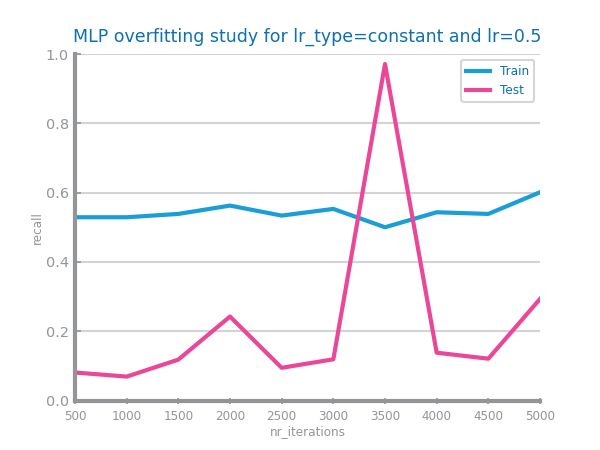 MLP overfitting study for lr_type=constant and lr=0.5
1.0
0.8
0.6
0.4
0.2
0.0
recall
Train
Test
500 1000 1500 2000 2500 3000 3500 4000 4500 5000
nr_iterations